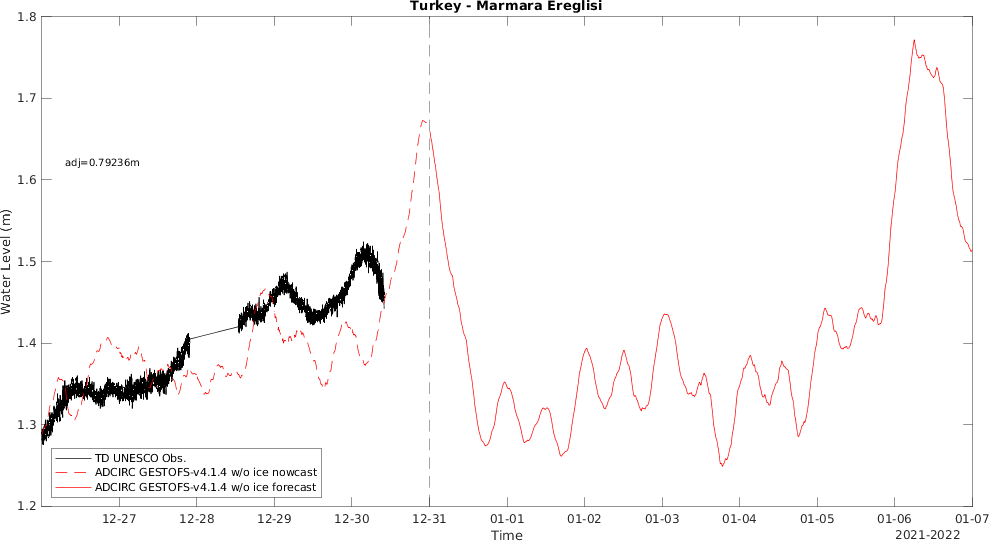 Turkey - Marmara Ereglisi
1.8
1.7
1.6
1.5
1.4
1.3
1.2
Water Level (m)
adj=0.79236m
TD UNESCO Obs.
ADCIRC GESTOFS-v4.1.4 w/o ice nowcast
ADCIRC GESTOFS-v4.1.4 w/o ice forecast
12-27 12-28 12-29 12-30 12-31 01-01 01-02 01-03 01-04 01-05 01-06 01-07
Time
2021-2022